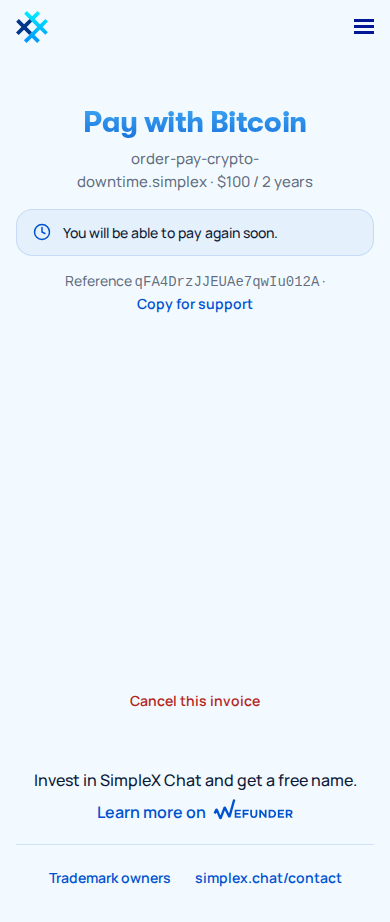 Pay with Bitcoin
order-pay-crypto-
downtime.simplex · $100 / 2 years
You will be able to pay again soon.
Reference qFA4DrzJJEUAe7qwIu012A ·
Copy for support
Cancel this invoice
Invest in SimpleX Chat and get a free name.
Learn more on WEFUNDER
Trademark owners simplex.chat/contact